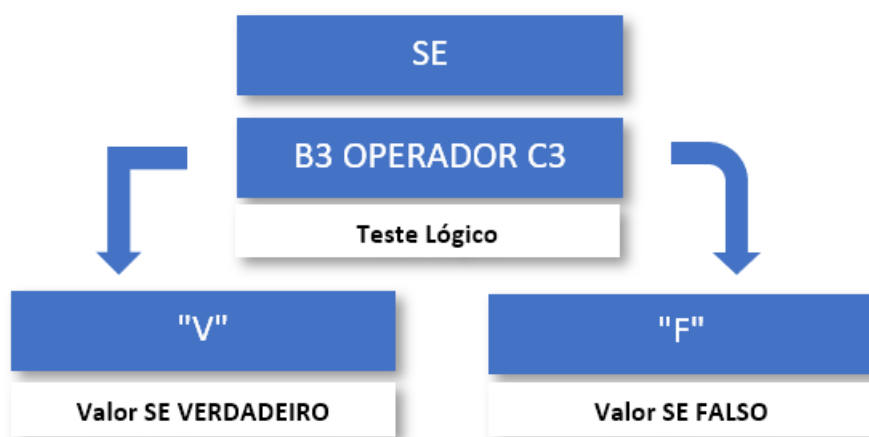 SE
B3 OPERADOR C3
Teste Lógico
"V"
Valor SE VERDADEIRO
"F"
Valor SE FALSO